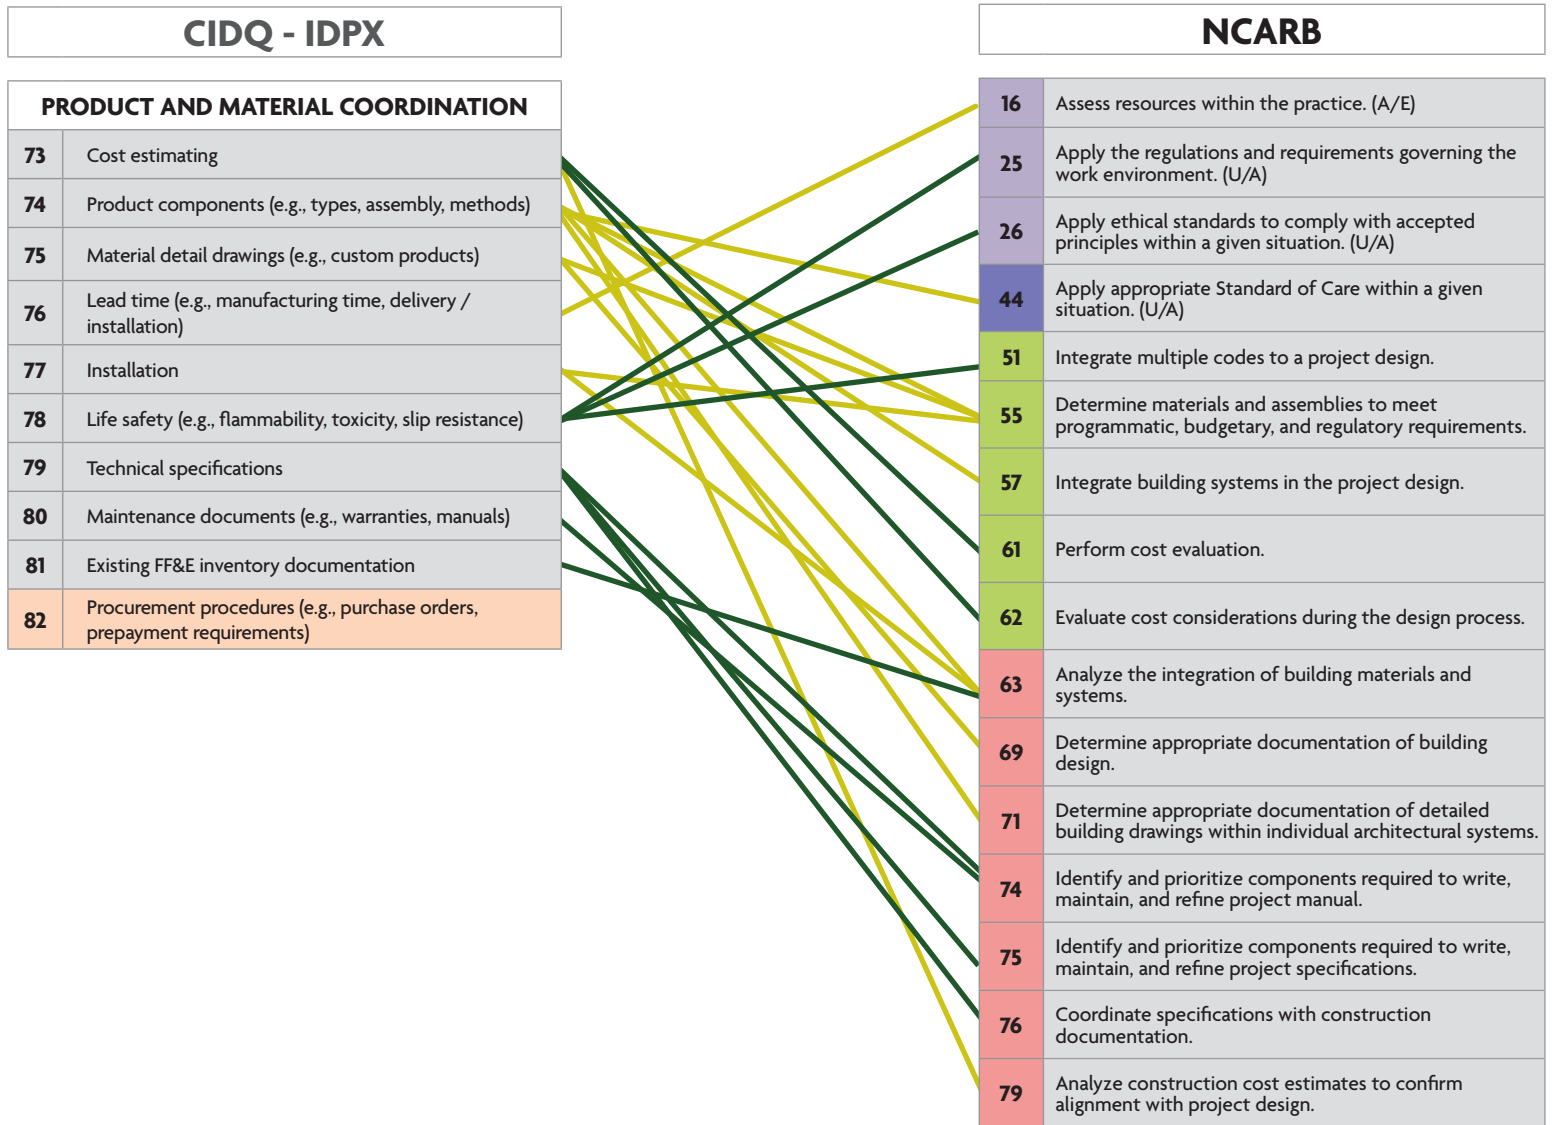 CIDQ - IDPX
PRODUCT AND MATERIAL COORDINATION
73 Cost estimating
74 Product components (e.g., types, assembly, methods)
75 Material detail drawings (e.g., custom products)
76 Lead time (e.g., manufacturing time, delivery /
installation)
77 Installation
78 Life safety (e.g., flammability, toxicity, slip resistance)
79 Technical specifications
80 Maintenance documents (e.g., warranties, manuals)
81 Existing FF&E inventory documentation
82 Procurement procedures (e.g., purchase orders,
prepayment requirements)
NCARB
16 Assess resources within the practice. (A/E)
25 Apply the regulations and requirements governing the
work environment. (U/A)
26 Apply ethical standards to comply with accepted
principles within a given situation. (U/A)
44 Apply appropriate Standard of Care within a given
situation. (U/A)
51 Integrate multiple codes to a project design.
55 Determine materials and assemblies to meet
programmatic, budgetary, and regulatory requirements.
57 Integrate building systems in the project design.
61 Perform cost evaluation.
62 Evaluate cost considerations during the design process.
63 Analyze the integration of building materials and
systems.
69 Determine appropriate documentation of building
design.
71 Determine appropriate documentation of detailed
building drawings within individual architectural systems.
74 Identify and prioritize components required to write,
maintain, and refine project manual.
75 Identify and prioritize components required to write,
maintain, and refine project specifications.
76 Coordinate specifications with construction
documentation.
79 Analyze construction cost estimates to confirm
alignment with project design.